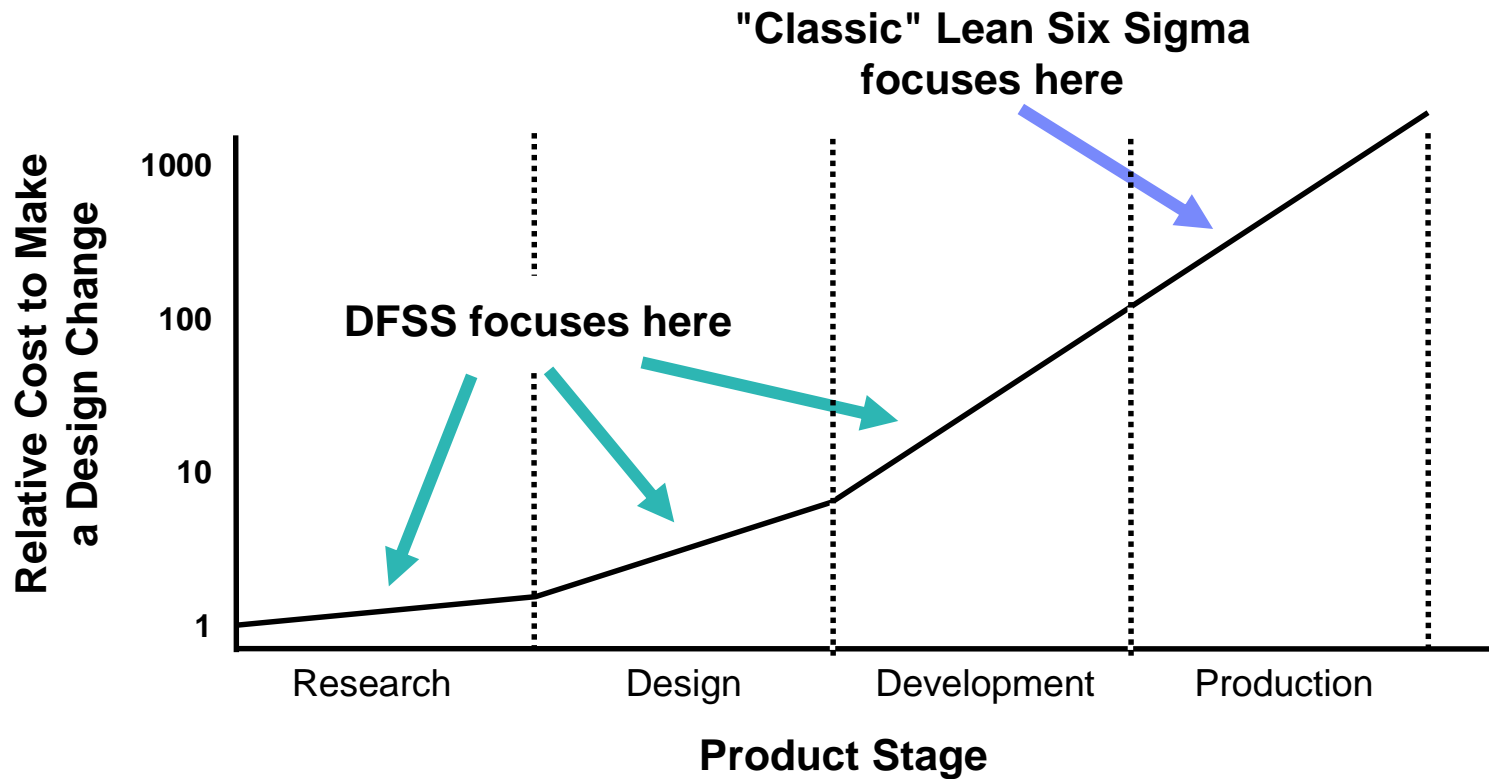 "Classic" Lean Six Sigma
focuses here
Relative Cost to Make
a Design Change
1000
100
10
1
DFSS focuses here
Research
Design
Development
Production
Product Stage